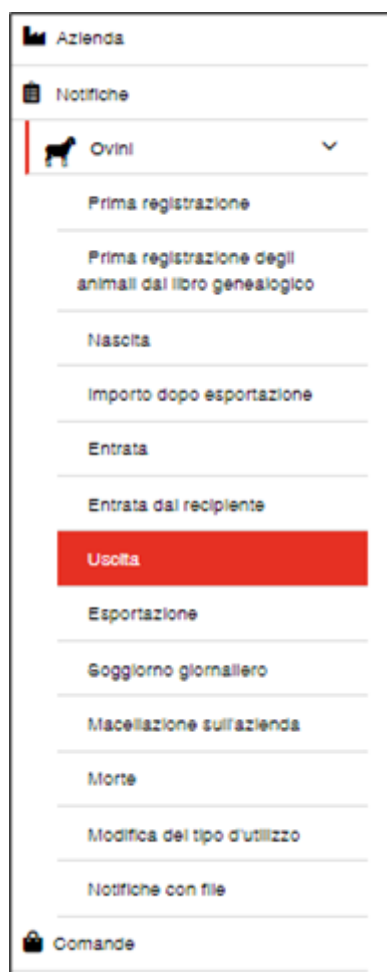 Azienda
Notifiche
Ovini
Prima registrazione
Prima registrazione degli
animali dal libro genealogico
Nascita
Importo dopo esportazione
Entrata
Entrata dal recipiente
Uscita
Esportazione
Soggiorno giornaliero
Macellazione sull'azienda
Morte
Modifica del tipo d'utilizzo
Notifiche con file
Comande